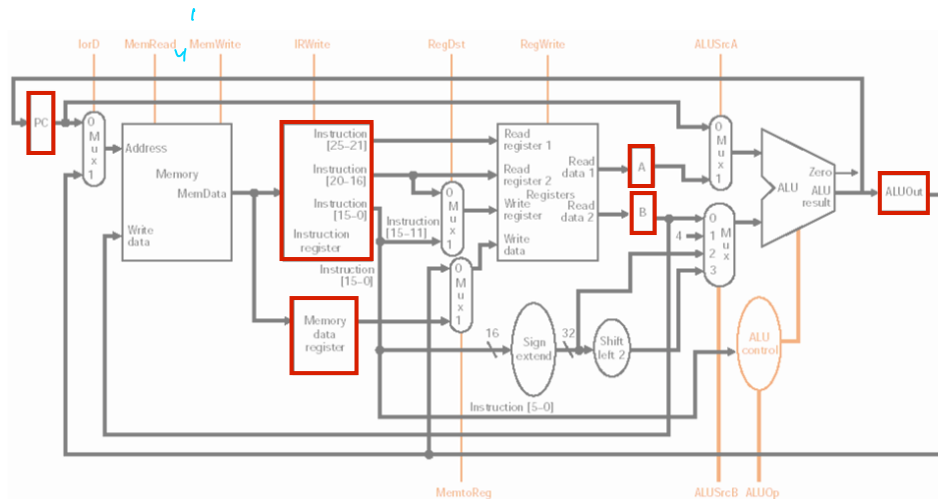 IorD MemRead MemWrite IRWrite RegDst RegWrite ALUSrcA
PC
0
M
u
x
1
Address
Memory
MemData
Write
data
Instruction
[25–21]
Instruction
[20–16]
Instruction
[15–0]
Instruction
register
Instruction
[15–11]
Instruction
[15–0]
Memory
data
register
0
M
u
x
1
0
M
u
x
1
Read
register 1
Read
register 2
Registers
Write
register
Write
data
Read
data 1
Read
data 2
A
B
16
Sign
extend
32
Shift
left 2
0
M
u
x
1
4
0
1
2
3
M
u
x
Zero
ALU
ALU
result
ALUOut
ALU
control
Instruction [5–0]
MemtoReg ALUSrcB ALUOp